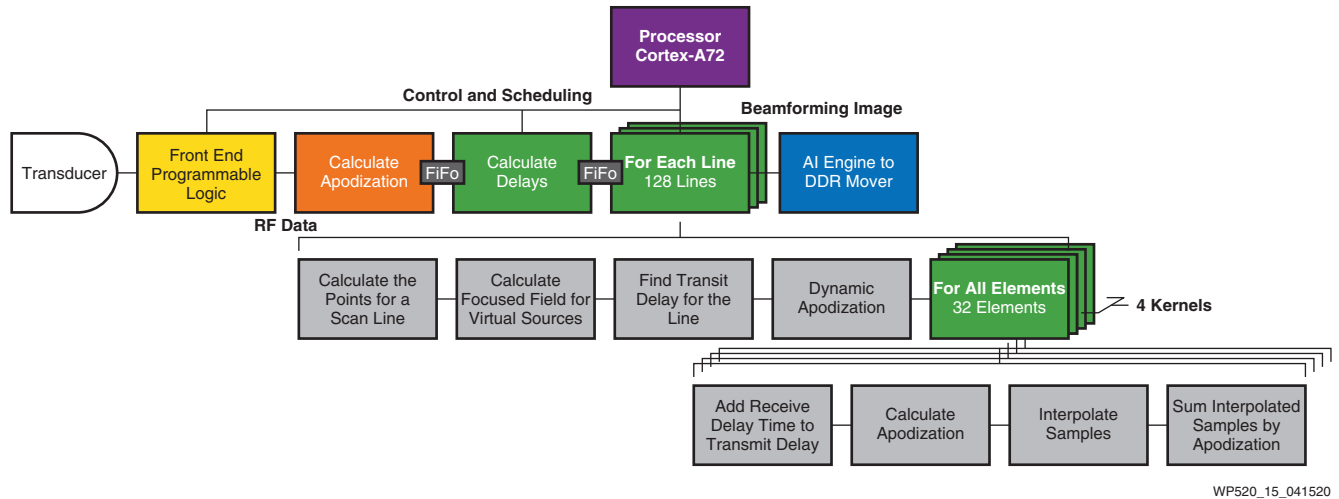 Processor
Cortex-A72
Control and Scheduling
Beamforming Image
Transducer
Front End
Programmable
Logic
Calculate
Apodization
FiFo
Calculate
Delays
FiFo
For Each Line
128 Lines
AI Engine to
DDR Mover
RF Data
Calculate the
Points for a
Scan Line
Calculate
Focused Field for
Virtual Sources
Find Transit
Delay for the
Line
Dynamic
Apodization
For All Elements
32 Elements
4 Kernels
Add Receive
Delay Time to
Transmit Delay
Calculate
Apodization
Interpolate
Samples
Sum Interpolated
Samples by
Apodization
WP520_15_041520